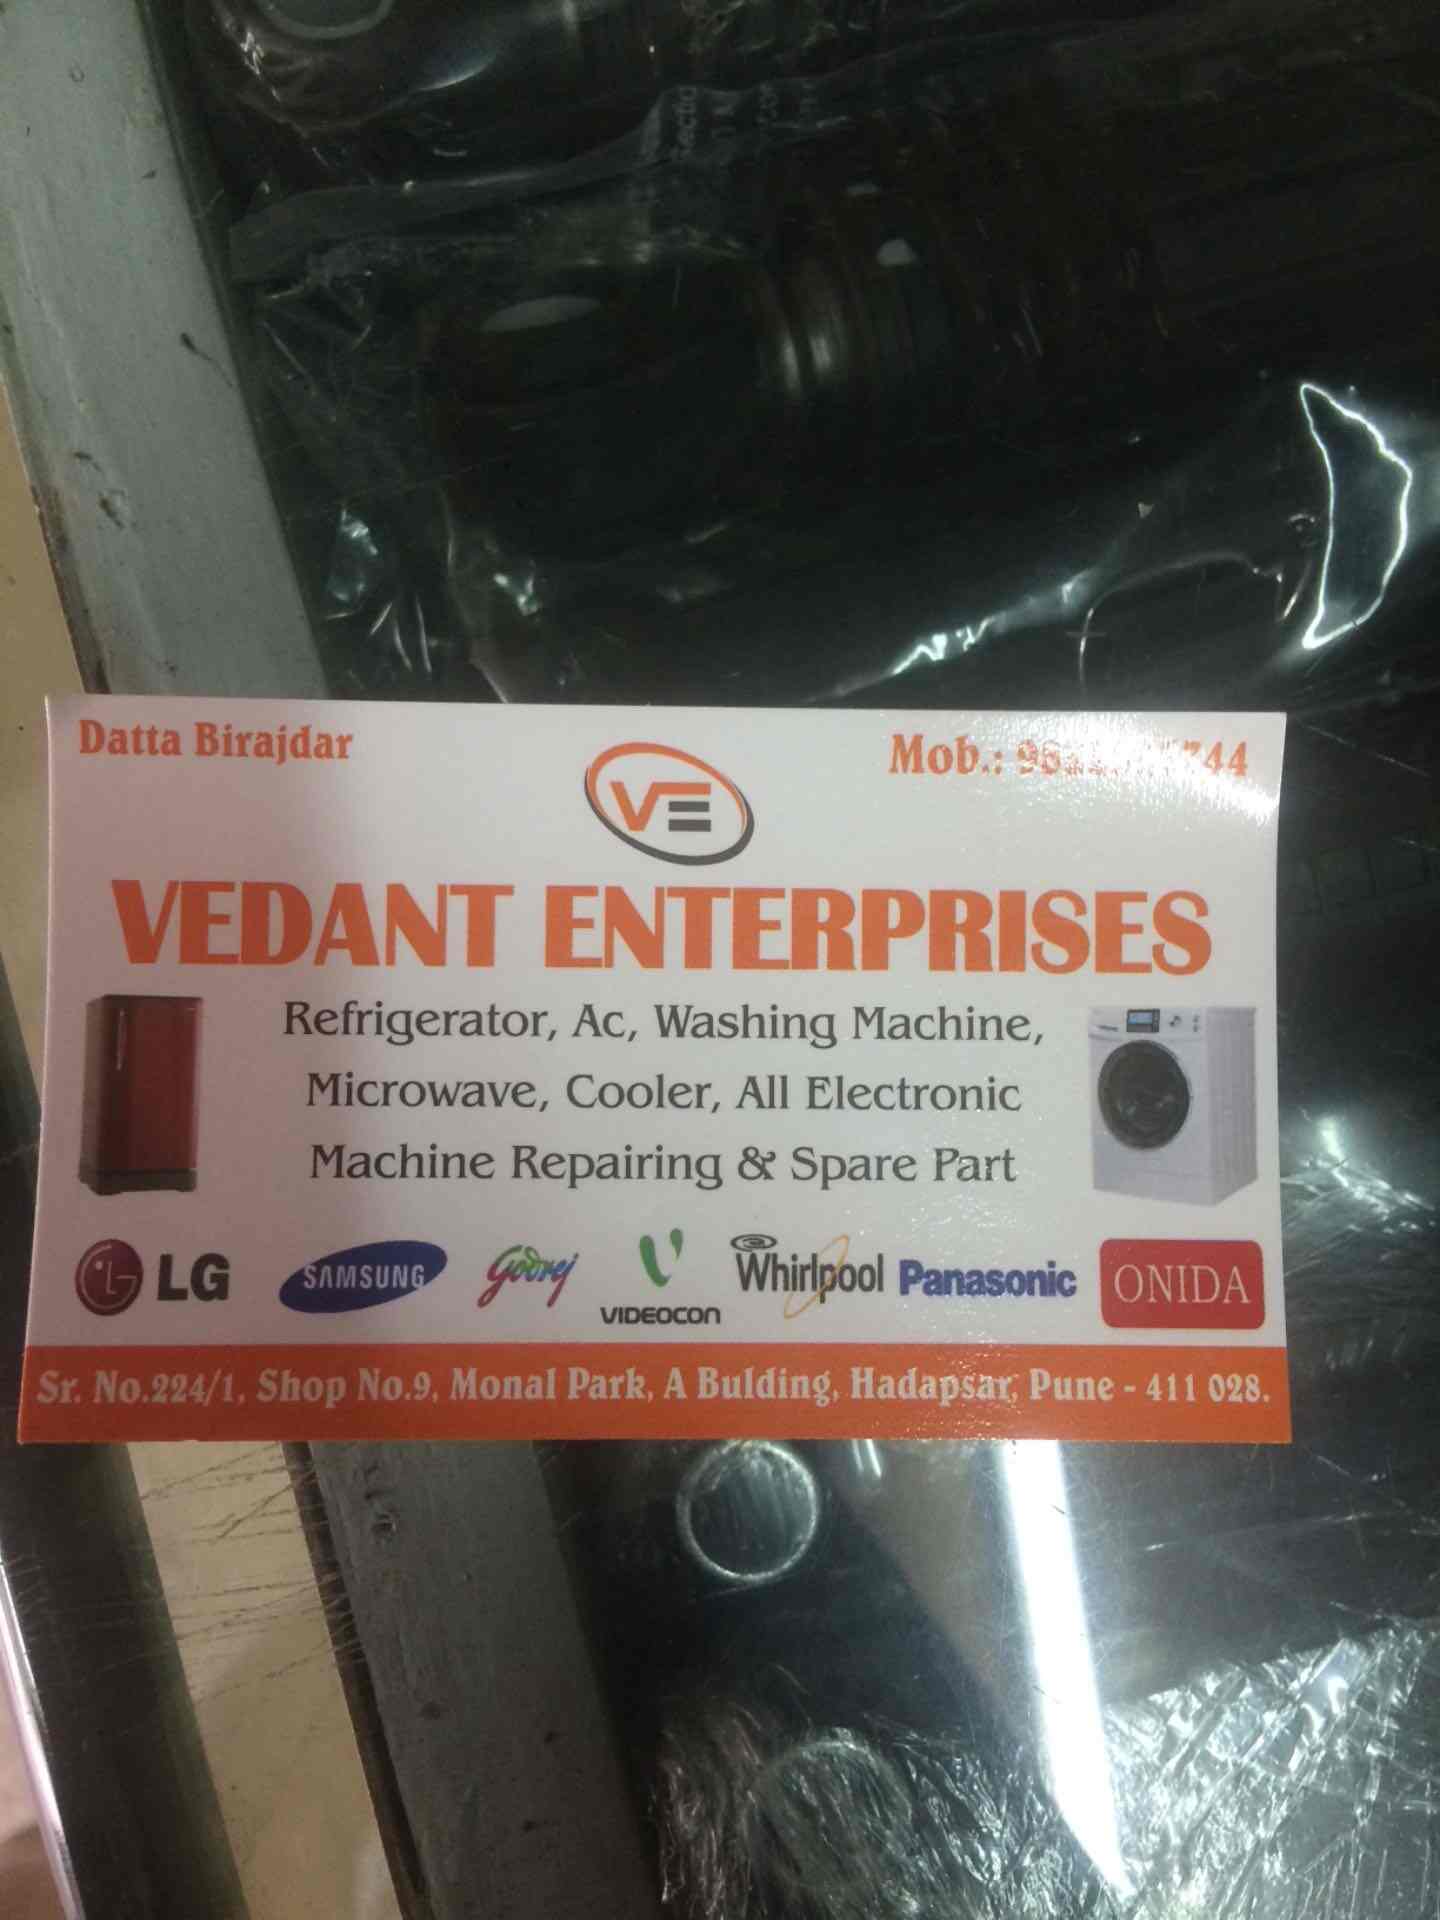 Datta Birajdar
Mob.:
VE
VEDANT ENTERPRISES
Refrigerator, Ac, Washing Machine,
Microwave, Cooler, All Electronic
Machine Repairing & Spare Part
LG SAMSUNG Godrej VIDEOCON Whirlpool Panasonic ONIDA
Sr. No.224/1, Shop No.9, Monal Park, A Bulding, Hadapsar, Pune - 411 028.